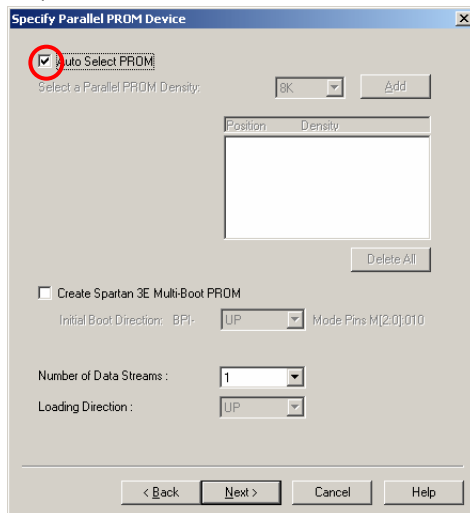 Specify Parallel PROM Device
Auto Select PROM
Select a Parallel PROM Density: 8K Add
Position Density
Delete All
Create Spartan 3E Multi-Boot PROM
Initial Boot Direction: BPI- UP Mode Pins M[2:0]:010
Number of Data Streams : 1
Loading Direction : UP
< Back Next > Cancel Help